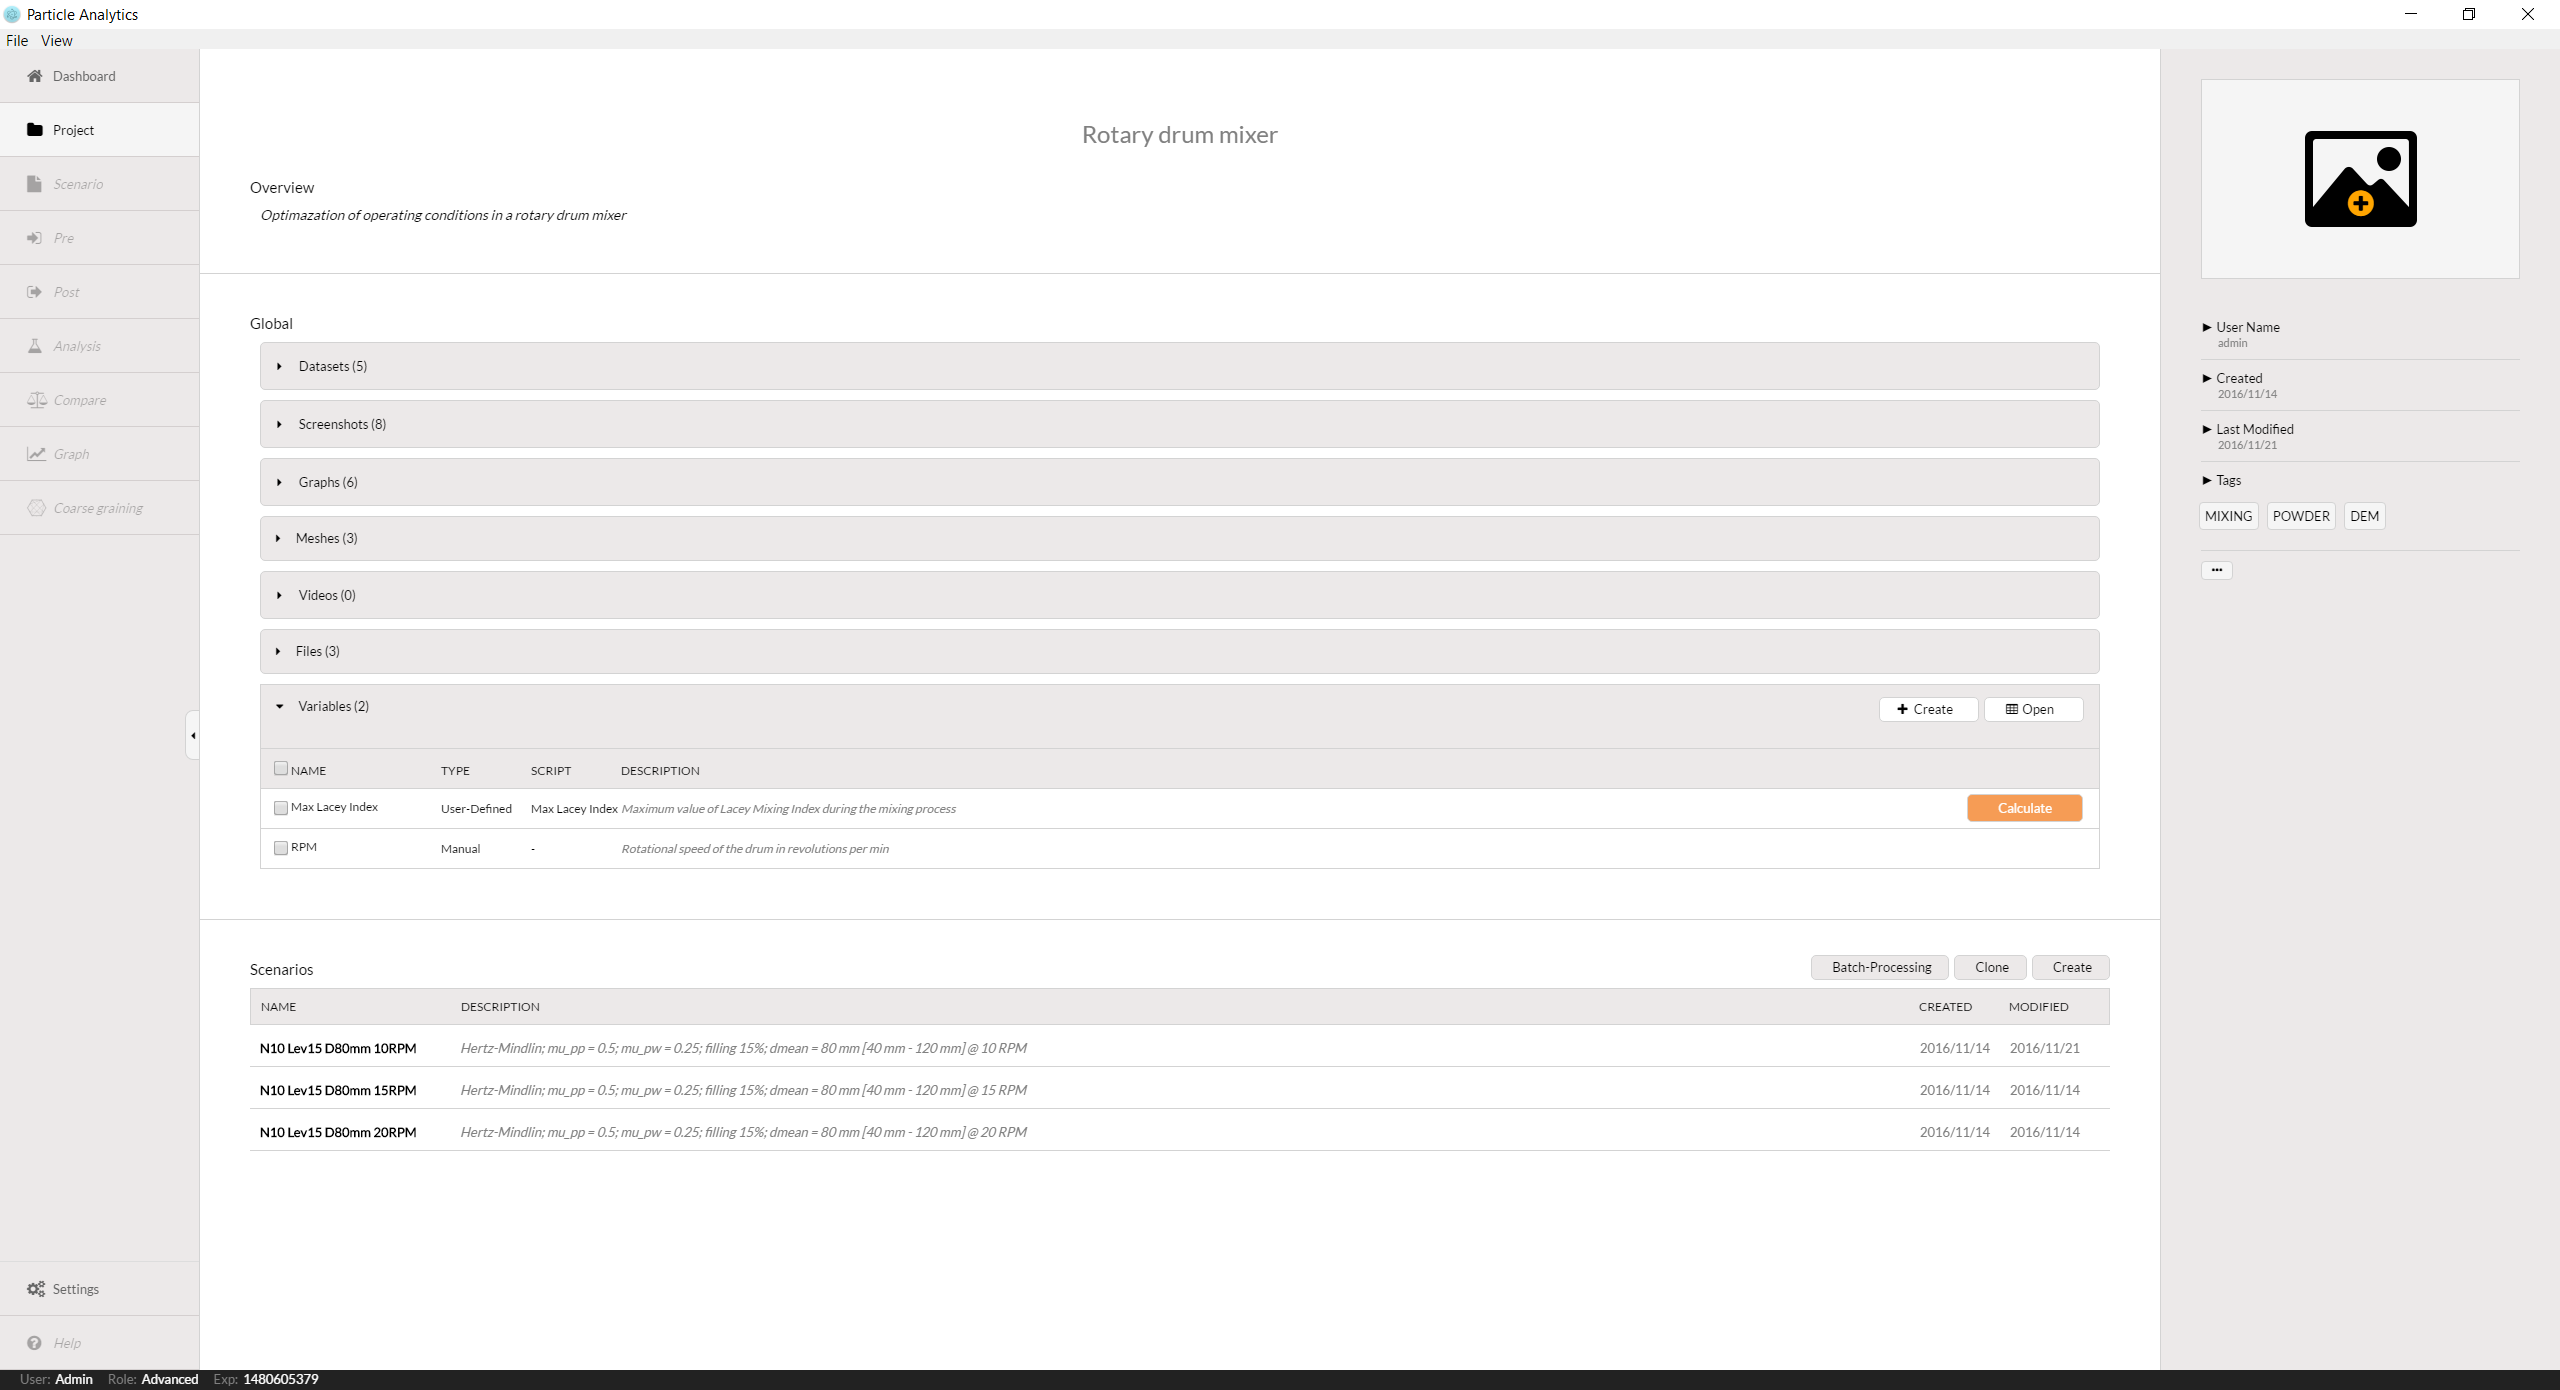 Particle Analytics
File View
Dashboard
Project
Scenario
Pre
Post
Analysis
Compare
Graph
Coarse graining
Settings
Help
Rotary drum mixer
Overview
Optimazation of operating conditions in a rotary drum mixer
Global
Datasets (5)
Screenshots (8)
Graphs (6)
Meshes (3)
Videos (0)
Files (3)
Variables (2) Create Open
NAME TYPE SCRIPT DESCRIPTION
Max Lacey Index User-Defined Max Lacey Index Maximum value of Lacey Mixing Index during the mixing process Calculate
RPM Manual - Rotational speed of the drum in revolutions per min
Scenarios Batch-Processing Clone Create
NAME DESCRIPTION CREATED MODIFIED
N10 Lev15 D80mm 10RPM Hertz-Mindlin; mu_pp = 0.5; mu_pw = 0.25; filling 15%; dmean = 80 mm [40 mm - 120 mm] @ 10 RPM 2016/11/14 2016/11/21
N10 Lev15 D80mm 15RPM Hertz-Mindlin; mu_pp = 0.5; mu_pw = 0.25; filling 15%; dmean = 80 mm [40 mm - 120 mm] @ 15 RPM 2016/11/14 2016/11/14
N10 Lev15 D80mm 20RPM Hertz-Mindlin; mu_pp = 0.5; mu_pw = 0.25; filling 15%; dmean = 80 mm [40 mm - 120 mm] @ 20 RPM 2016/11/14 2016/11/14
User Name
admin
Created
2016/11/14
Last Modified
2016/11/21
Tags
MIXING POWDER DEM
User: Admin Role: Advanced Exp: 1480605379